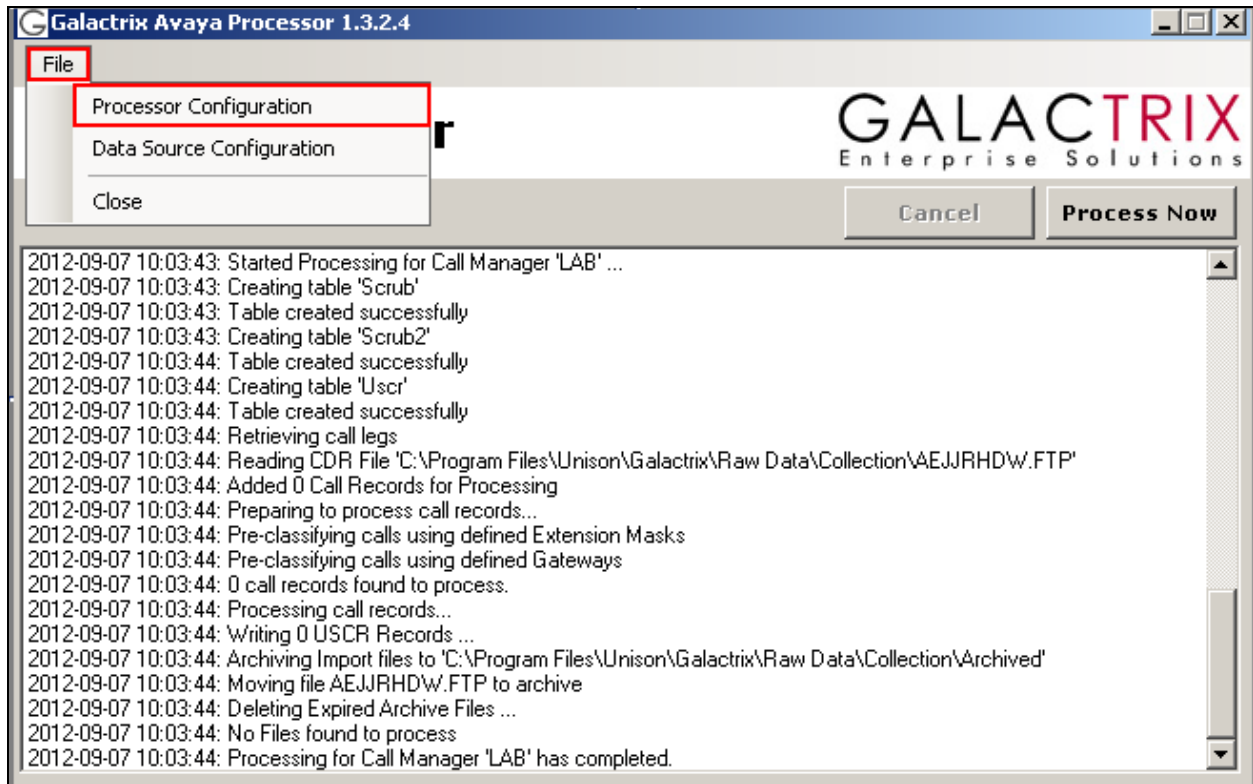 Galactrix Avaya Processor 1.3.2.4
File
Processor Configuration
Data Source Configuration
Close
r
GALACTRIX
Enterprise Solutions
Cancel
Process Now
2012-09-07 10:03:43: Started Processing for Call Manager 'LAB' ...
2012-09-07 10:03:43: Creating table 'Scrub'
2012-09-07 10:03:43: Table created successfully
2012-09-07 10:03:43: Creating table 'Scrub2'
2012-09-07 10:03:44: Table created successfully
2012-09-07 10:03:44: Creating table 'Uscr'
2012-09-07 10:03:44: Table created successfully
2012-09-07 10:03:44: Retrieving call legs
2012-09-07 10:03:44: Reading CDR File 'C:\Program Files\Unison\Galactrix\Raw Data\Collection\AEJJRHDW.FTP'
2012-09-07 10:03:44: Added 0 Call Records for Processing
2012-09-07 10:03:44: Preparing to process call records...
2012-09-07 10:03:44: Pre-classifying calls using defined Extension Masks
2012-09-07 10:03:44: Pre-classifying calls using defined Gateways
2012-09-07 10:03:44: 0 call records found to process.
2012-09-07 10:03:44: Processing call records...
2012-09-07 10:03:44: Writing 0 USCR Records ...
2012-09-07 10:03:44: Archiving Import files to 'C:\Program Files\Unison\Galactrix\Raw Data\Collection\Archived'
2012-09-07 10:03:44: Moving file AEJJRHDW.FTP to archive
2012-09-07 10:03:44: Deleting Expired Archive Files ...
2012-09-07 10:03:44: No Files found to process
2012-09-07 10:03:44: Processing for Call Manager 'LAB' has completed.